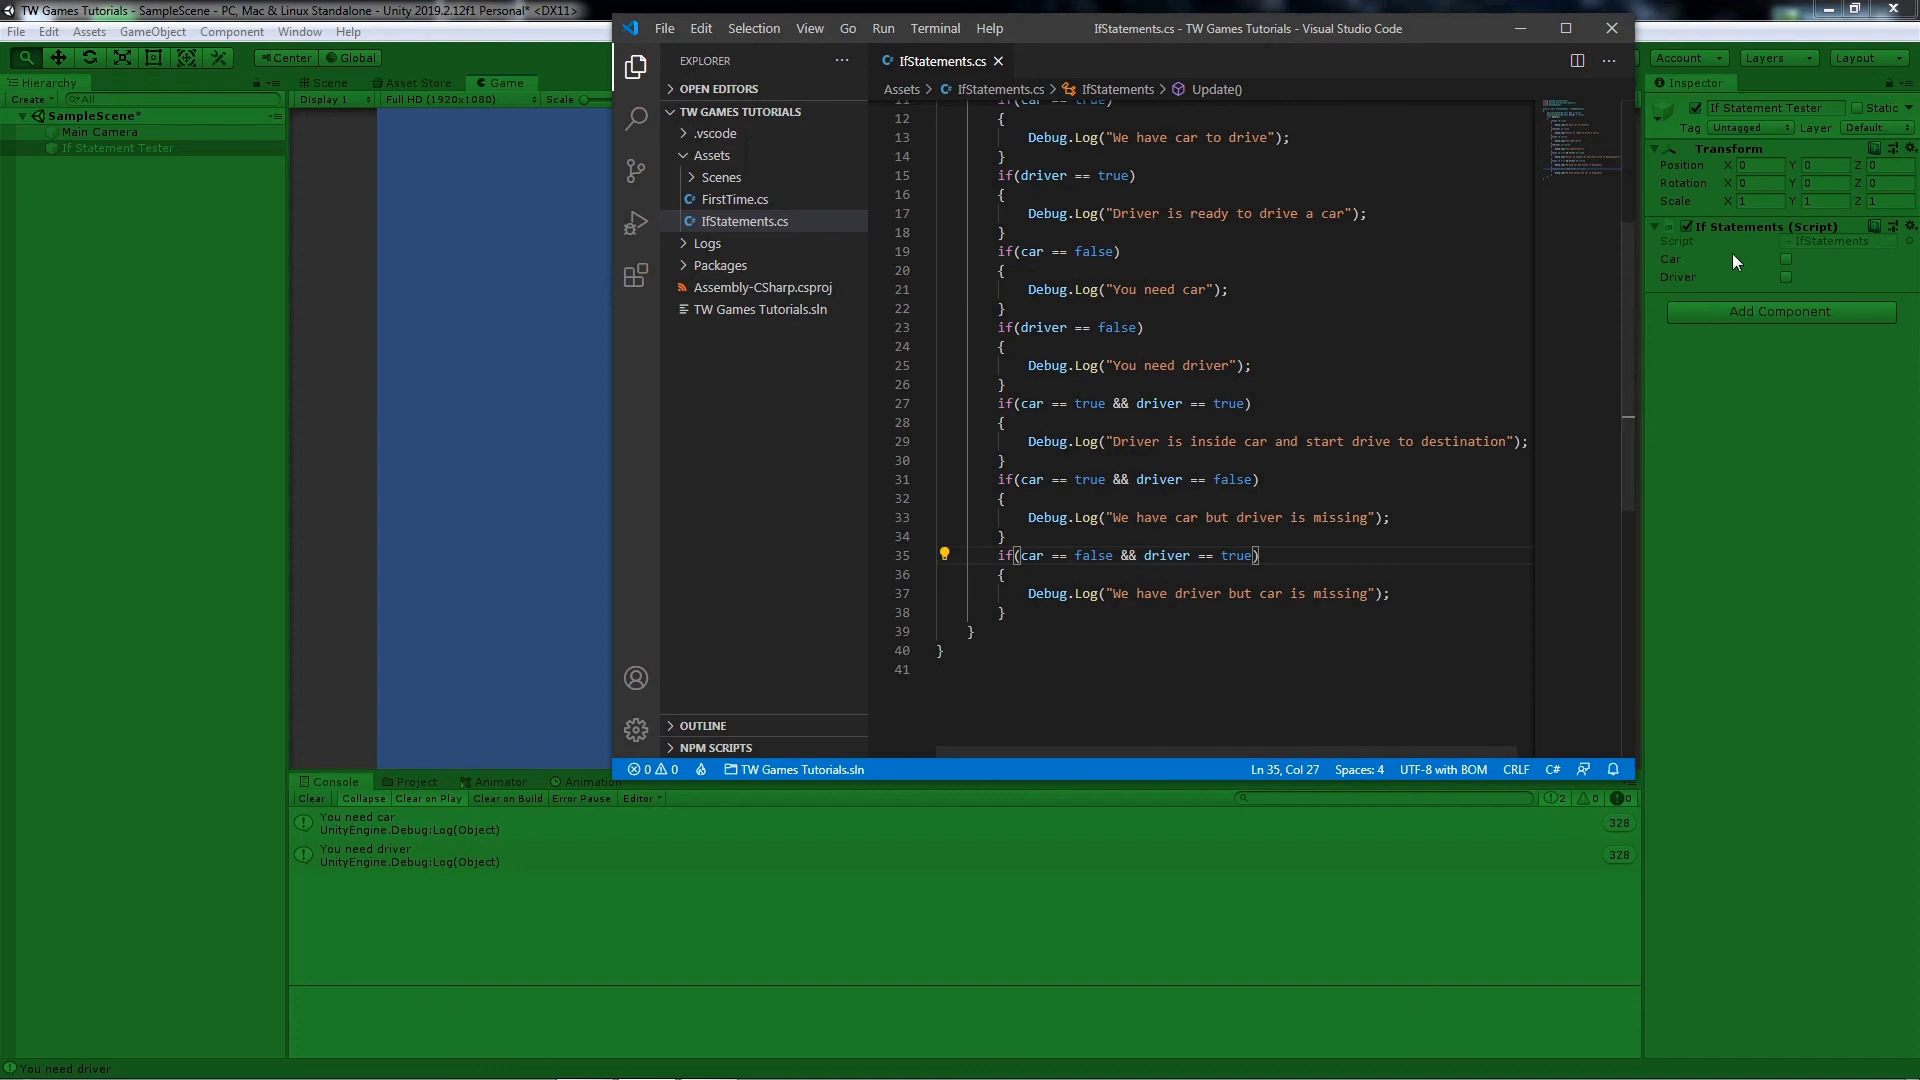 TW Games Tutorials - SampleScene - PC, Mac & Linux Standalone - Unity 2019.2.12f1 Personal* <DX11>
File Edit Assets GameObject Component Window Help
Center Global
Account Layers Layout
Hierarchy
Create All
SampleScene*
Main Camera
If Statement Tester
Scene Asset Store Game
Display 1 Full HD (1920x1080) Scale
File Edit Selection View Go Run Terminal Help
IfStatements.cs - TW Games Tutorials - Visual Studio Code
EXPLORER
OPEN EDITORS
TW GAMES TUTORIALS
.vscode
Assets
Scenes
FirstTime.cs
IfStatements.cs
Logs
Packages
Assembly-CSharp.csproj
TW Games Tutorials.sln
OUTLINE
NPM SCRIPTS
IfStatements.cs
Assets > IfStatements.cs > IfStatements > Update()
11 if(car == true)
12 {
13 Debug.Log("We have car to drive");
14 }
15 if(driver == true)
16 {
17 Debug.Log("Driver is ready to drive a car");
18 }
19 if(car == false)
20 {
21 Debug.Log("You need car");
22 }
23 if(driver == false)
24 {
25 Debug.Log("You need driver");
26 }
27 if(car == true && driver == true)
28 {
29 Debug.Log("Driver is inside car and start drive to destination");
30 }
31 if(car == true && driver == false)
32 {
33 Debug.Log("We have car but driver is missing");
34 }
35 if(car == false && driver == true)
36 {
37 Debug.Log("We have driver but car is missing");
38 }
39 }
40 }
41
0 0 TW Games Tutorials.sln Ln 35, Col 27 Spaces: 4 UTF-8 with BOM CRLF C#
Inspector
If Statement Tester Static
Tag Untagged Layer Default
Transform
Position X 0 Y 0 Z 0
Rotation X 0 Y 0 Z 0
Scale X 1 Y 1 Z 1
If Statements (Script)
Script IfStatements
Car
Driver
Add Component
Console Project Animator Animation
Clear Collapse Clear on Play Clear on Build Error Pause Editor 2 0 0
You need car
UnityEngine.Debug:Log(Object)
328
You need driver
UnityEngine.Debug:Log(Object)
328
You need driver